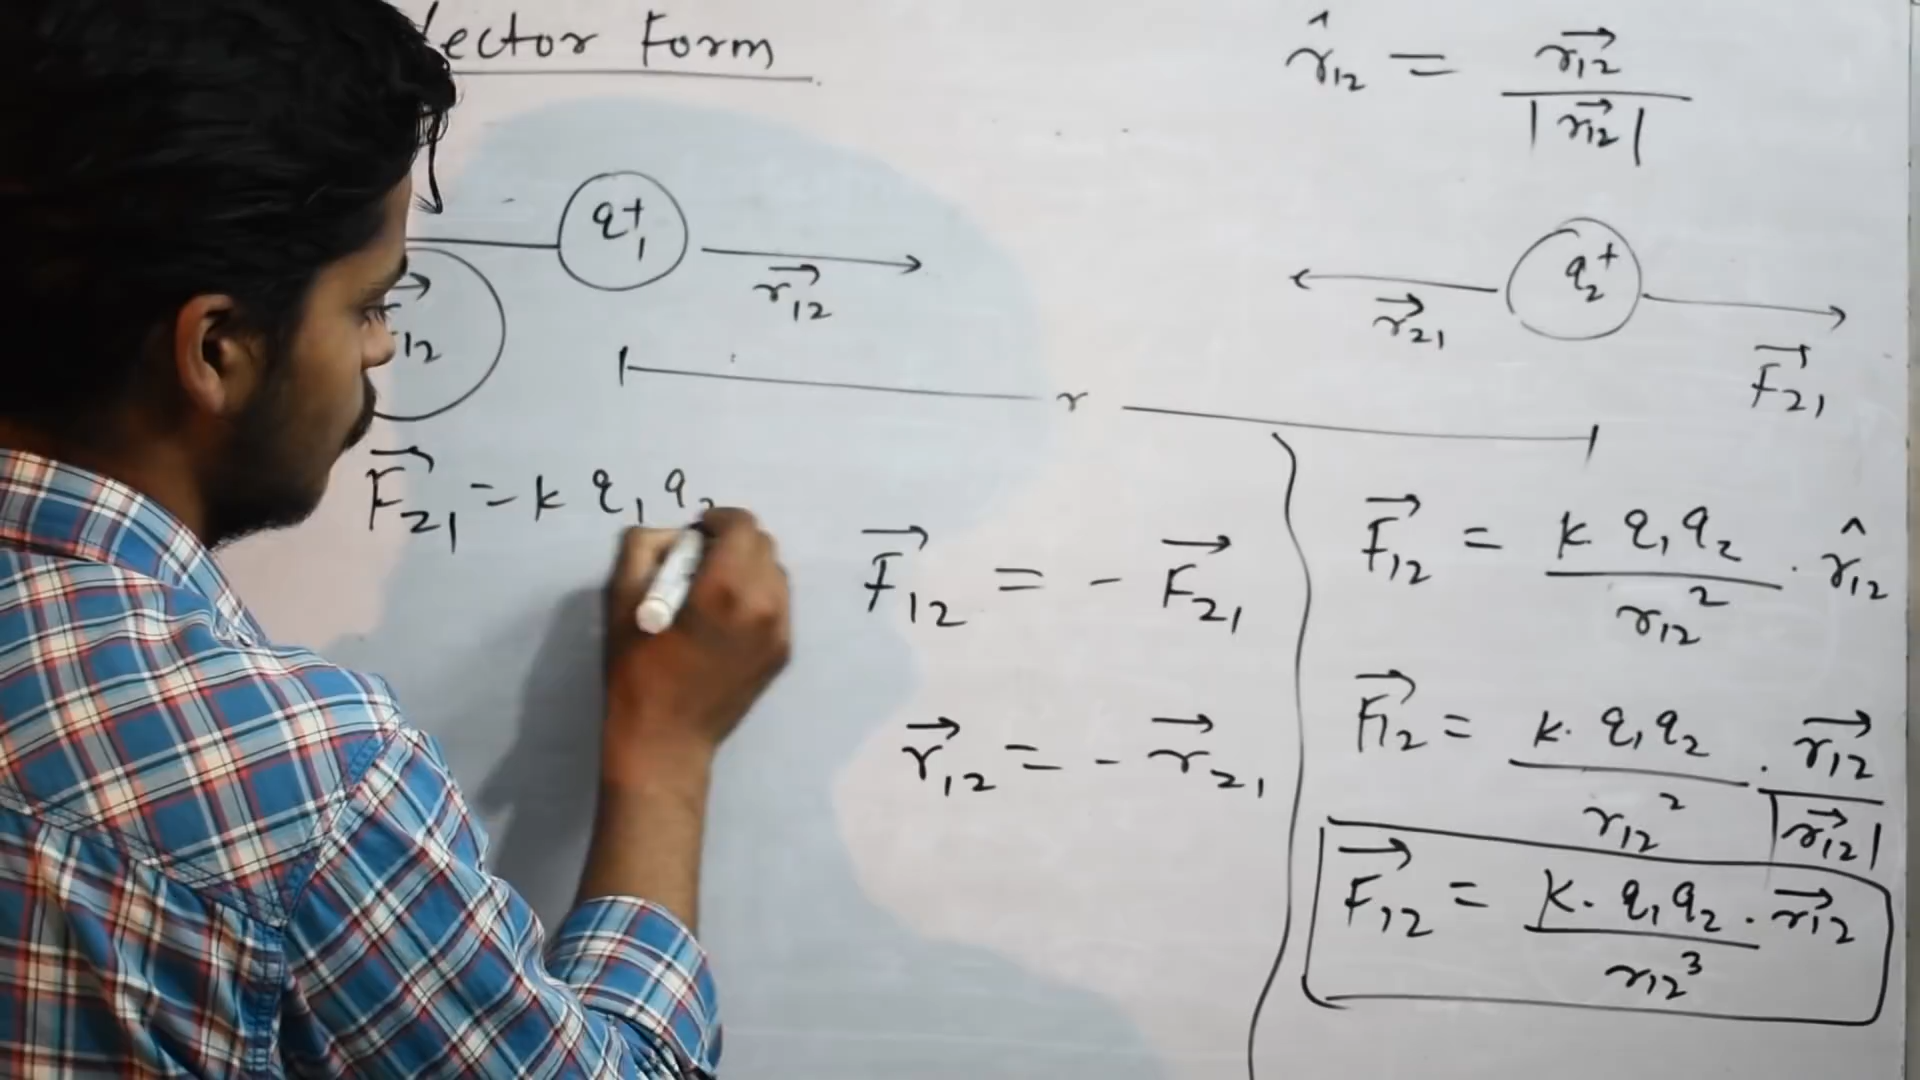 ector Form
r̂₁₂ = r⃗₁₂ / |r⃗₁₂|
q₁⁺
r⃗₁₂
q₂⁺
r⃗₂₁
F⃗₂₁
12
r
F⃗₂₁ = k q₁ q₂
F⃗₁₂ = - F⃗₂₁
r⃗₁₂ = - r⃗₂₁
F⃗₁₂ = k q₁q₂ / r₁₂² . r̂₁₂
F⃗₁₂ = k. q₁q₂ / r₁₂² . r⃗₁₂ / |r⃗₁₂|
F⃗₁₂ = k. q₁q₂ . r⃗₁₂ / r₁₂³